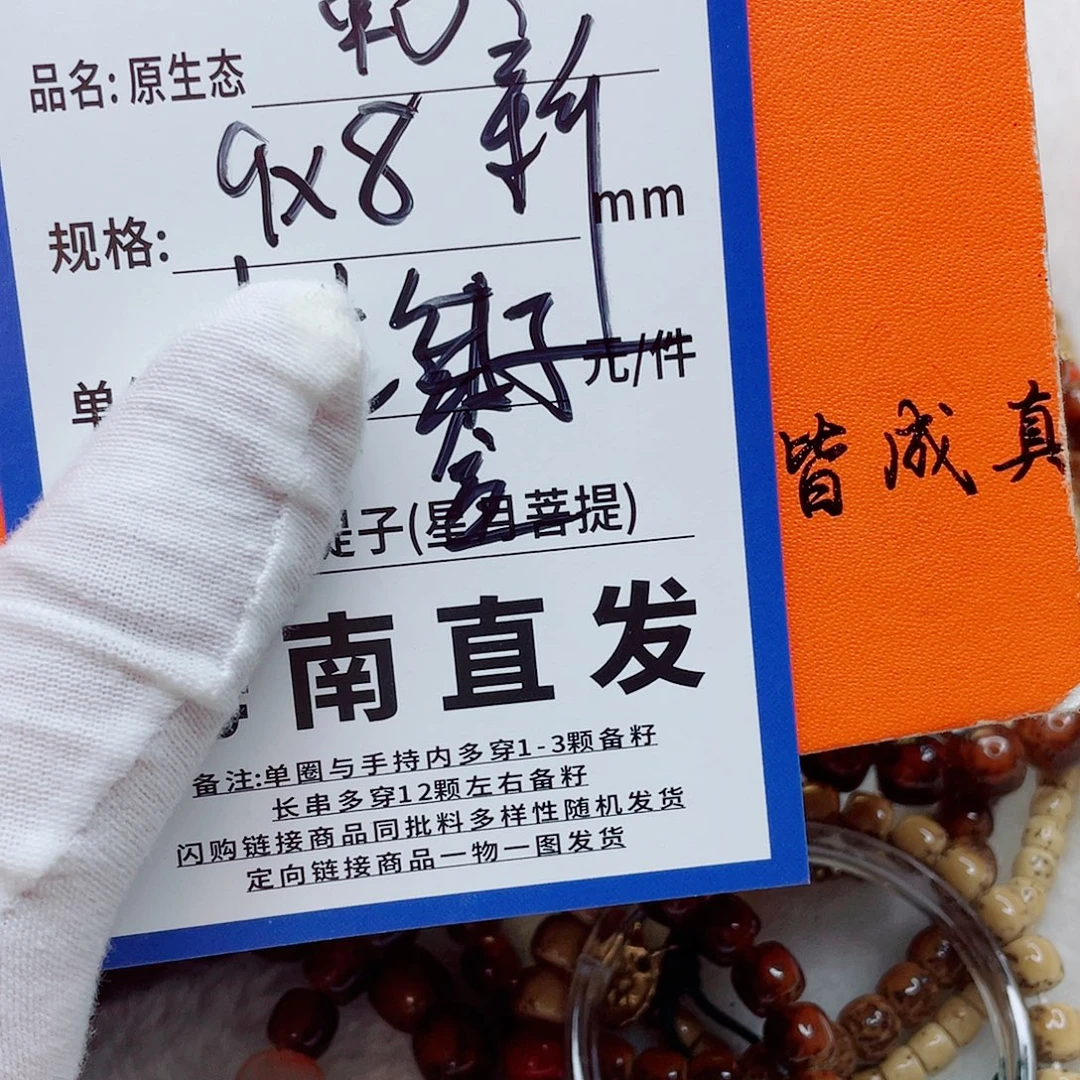 品名: 原生态
规格: 9x8 新 mm
单 元/件
提子(星月菩提)
南直发
备注:单圈与手持内多穿1-3颗备籽
长串多穿12颗左右备籽
闪购链接商品同批料多样性随机发货
定向链接商品一物一图发货
皆成真